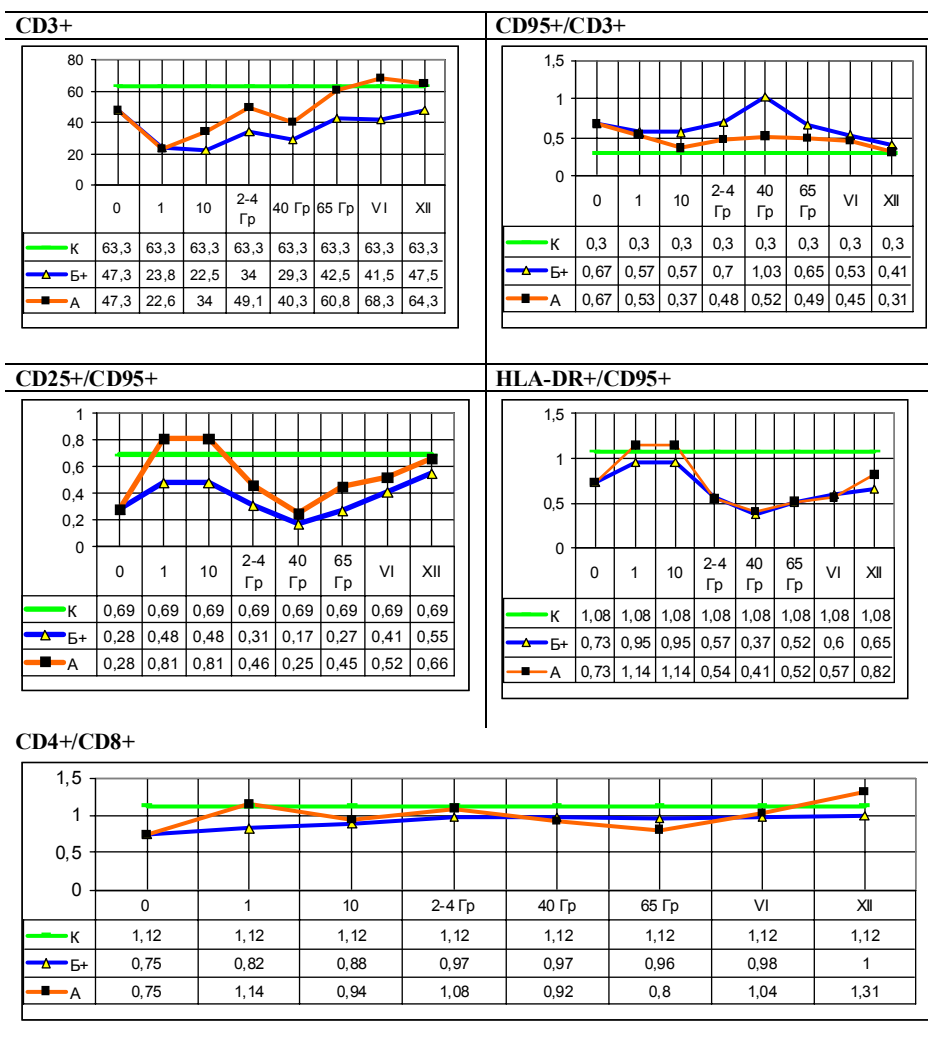 CD3+
80
60
40
20
0
0 1 10 2-4 Гр 40 Гр 65 Гр VI XII
К 63,3 63,3 63,3 63,3 63,3 63,3 63,3 63,3
Б+ 47,3 23,8 22,5 34 29,3 42,5 41,5 47,5
А 47,3 22,6 34 49,1 40,3 60,8 68,3 64,3
CD95+/CD3+
1,5
1
0,5
0
0 1 10 2-4 Гр 40 Гр 65 Гр VI XII
К 0,3 0,3 0,3 0,3 0,3 0,3 0,3 0,3
Б+ 0,67 0,57 0,57 0,7 1,03 0,65 0,53 0,41
А 0,67 0,53 0,37 0,48 0,52 0,49 0,45 0,31
CD25+/CD95+
1
0,8
0,6
0,4
0,2
0
0 1 10 2-4 Гр 40 Гр 65 Гр VI XII
К 0,69 0,69 0,69 0,69 0,69 0,69 0,69 0,69
Б+ 0,28 0,48 0,48 0,31 0,17 0,27 0,41 0,55
А 0,28 0,81 0,81 0,46 0,25 0,45 0,52 0,66
HLA-DR+/CD95+
1,5
1
0,5
0
0 1 10 2-4 Гр 40 Гр 65 Гр VI XII
К 1,08 1,08 1,08 1,08 1,08 1,08 1,08 1,08
Б+ 0,73 0,95 0,95 0,57 0,37 0,52 0,6 0,65
А 0,73 1,14 1,14 0,54 0,41 0,52 0,57 0,82
CD4+/CD8+
1,5
1
0,5
0
0 1 10 2-4 Гр 40 Гр 65 Гр VI XII
К 1,12 1,12 1,12 1,12 1,12 1,12 1,12 1,12
Б+ 0,75 0,82 0,88 0,97 0,97 0,96 0,98 1
А 0,75 1,14 0,94 1,08 0,92 0,8 1,04 1,31